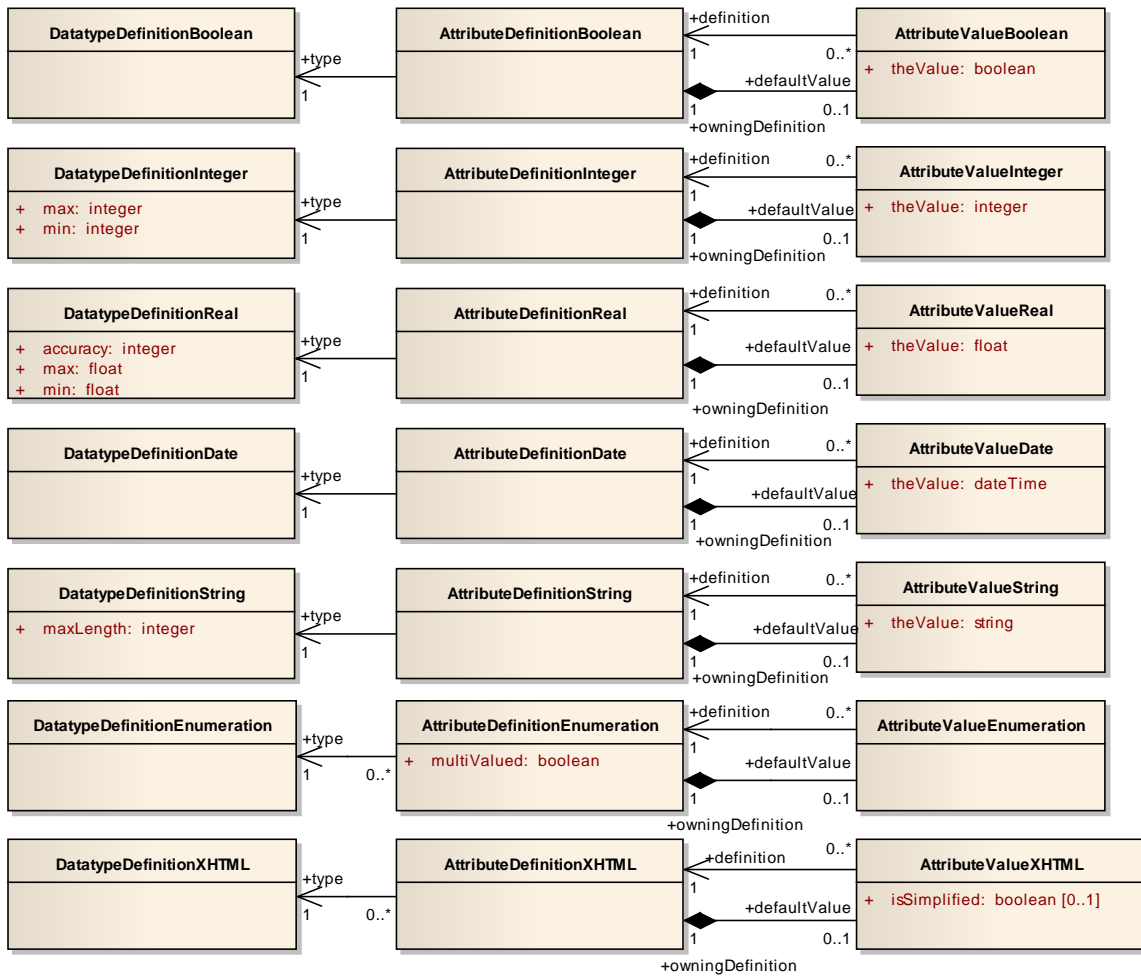 DatatypeDefinitionBoolean
+type
1
AttributeDefinitionBoolean
+definition
1
0..*
+defaultValue
1
0..1
+owningDefinition
AttributeValueBoolean
+ theValue: boolean
DatatypeDefinitionInteger
+ max: integer
+ min: integer
+type
1
AttributeDefinitionInteger
+definition
1
0..*
+defaultValue
1
0..1
+owningDefinition
AttributeValueInteger
+ theValue: integer
DatatypeDefinitionReal
+ accuracy: integer
+ max: float
+ min: float
+type
1
AttributeDefinitionReal
+definition
1
0..*
+defaultValue
1
0..1
+owningDefinition
AttributeValueReal
+ theValue: float
DatatypeDefinitionDate
+type
1
AttributeDefinitionDate
+definition
1
0..*
+defaultValue
1
0..1
+owningDefinition
AttributeValueDate
+ theValue: dateTime
DatatypeDefinitionString
+ maxLength: integer
+type
1
AttributeDefinitionString
+definition
1
0..*
+defaultValue
1
0..1
+owningDefinition
AttributeValueString
+ theValue: string
DatatypeDefinitionEnumeration
+type
1
0..*
AttributeDefinitionEnumeration
+ multiValued: boolean
+definition
1
0..*
+defaultValue
1
0..1
+owningDefinition
AttributeValueEnumeration
DatatypeDefinitionXHTML
+type
1
0..*
AttributeDefinitionXHTML
+definition
1
0..*
+defaultValue
1
0..1
+owningDefinition
AttributeValueXHTML
+ isSimplified: boolean [0..1]